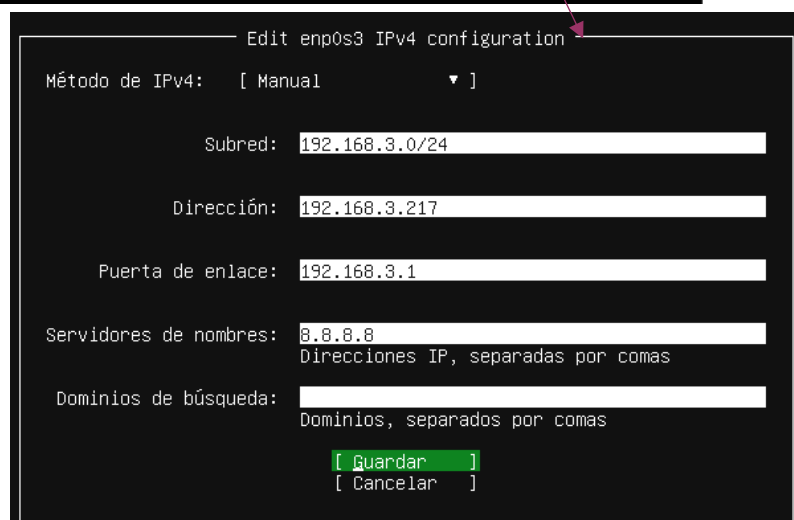 Edit enp0s3 IPv4 configuration
Método de IPv4: [ Manual ▾ ]
Subred: 192.168.3.0/24
Dirección: 192.168.3.217
Puerta de enlace: 192.168.3.1
Servidores de nombres: 8.8.8.8
Direcciones IP, separadas por comas
Dominios de búsqueda:
Dominios, separados por comas
[ Guardar ]
[ Cancelar ]